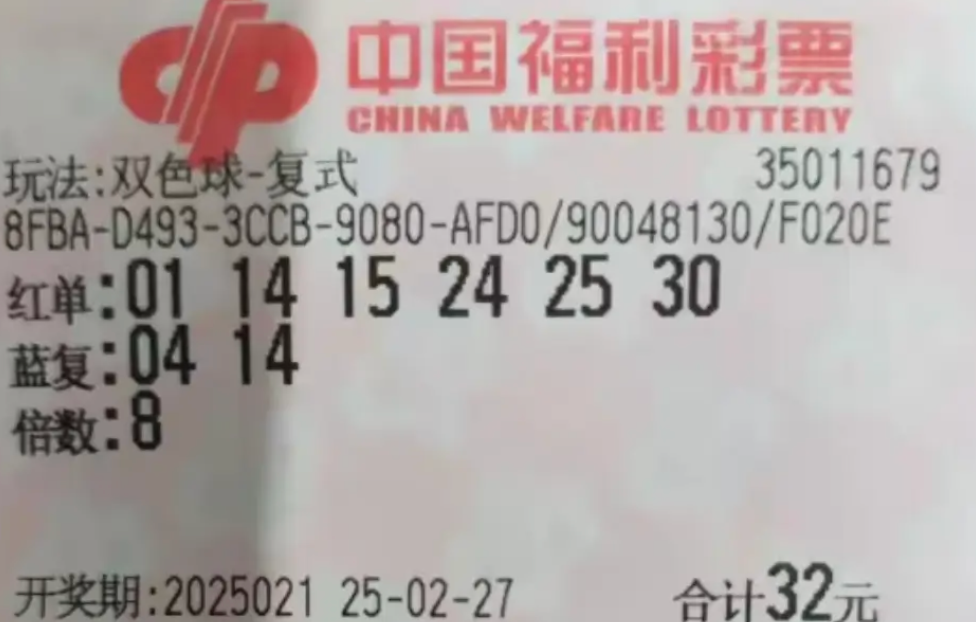 中国福利彩票
CHINA WELFARE LOTTERY
玩法:双色球-复式 35011679
8FBA-D493-3CCB-9080-AFD0/90048130/F020E
红单:01 14 15 24 25 30
蓝复:04 14
倍数:8
开奖期:2025021 25-02-27 合计32元